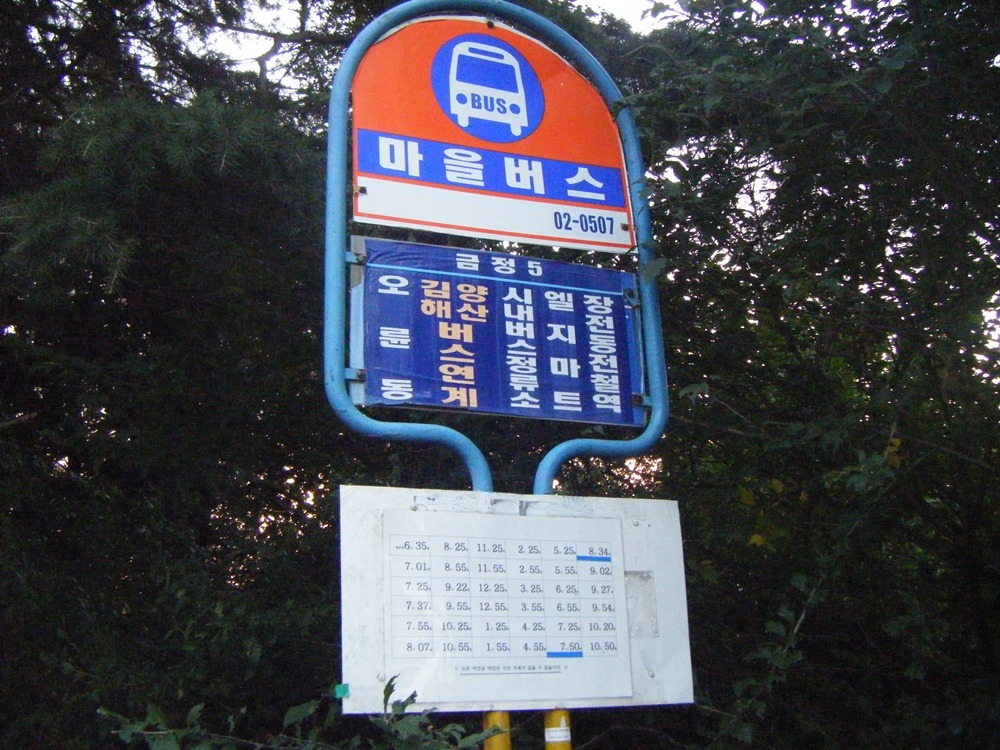 BUS
마을버스
02-0507
금정5
오륜동
김해 양산 버스연계
시내버스정류소
엘지마트
장전동전철역
6. 35 8. 25 11. 25 2. 25 5. 25 8. 34
7. 01 8. 55 11. 55 2. 55 5. 55 9. 02
7. 25 9. 22 12. 25 3. 25 6. 25 9. 27
7. 37 9. 55 12. 55 3. 55 6. 55 9. 54
7. 55 10. 25 1. 25 4. 25 7. 25 10. 20
8. 07 10. 55 1. 55 4. 55 7. 50 10. 50